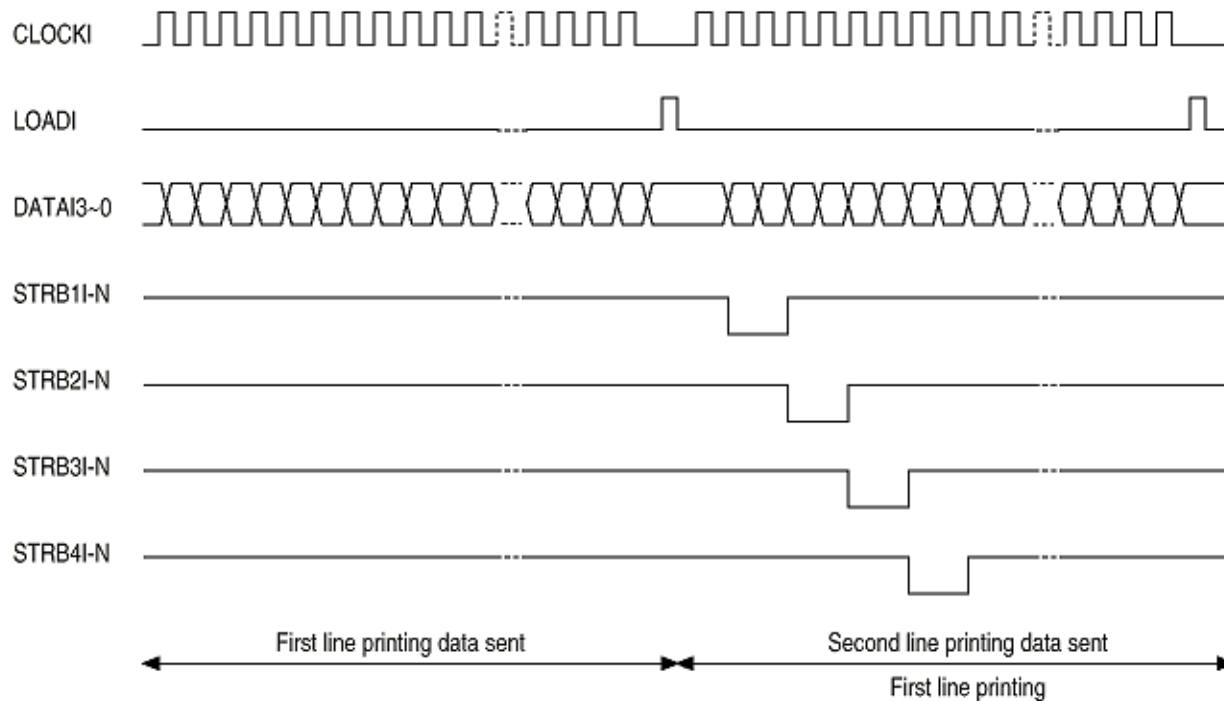 CLOCKI
LOADI
DATAI3~0
STRB1I-N
STRB2I-N
STRB3I-N
STRB4I-N
First line printing data sent
Second line printing data sent
First line printing